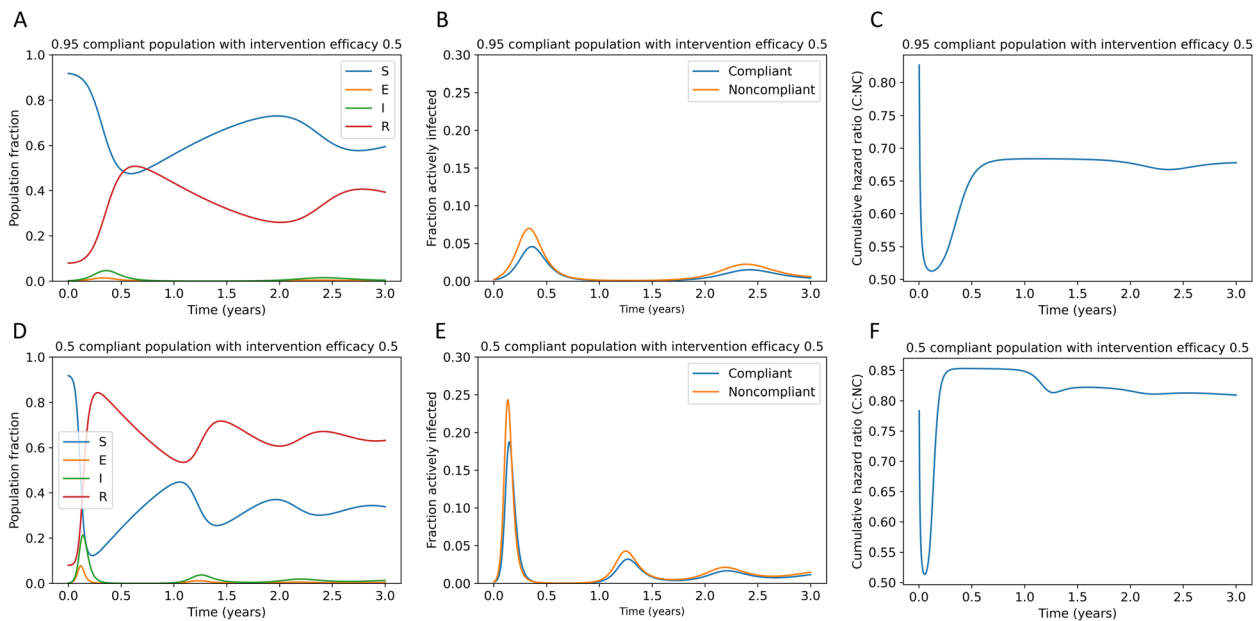 A
0.95 compliant population with intervention efficacy 0.5
Population fraction
1.0
0.8
0.6
0.4
0.2
0.0
S
E
I
R
0.0 0.5 1.0 1.5 2.0 2.5 3.0
Time (years)
B
0.95 compliant population with intervention efficacy 0.5
Fraction actively infected
0.30
0.25
0.20
0.15
0.10
0.05
0.00
Compliant
Noncompliant
0.0 0.5 1.0 1.5 2.0 2.5 3.0
Time (years)
C
0.95 compliant population with intervention efficacy 0.5
Cumulative hazard ratio (C:NC)
0.80
0.75
0.70
0.65
0.60
0.55
0.50
0.0 0.5 1.0 1.5 2.0 2.5 3.0
Time (years)
D
0.5 compliant population with intervention efficacy 0.5
Population fraction
1.0
0.8
0.6
0.4
0.2
0.0
S
E
I
R
0.0 0.5 1.0 1.5 2.0 2.5 3.0
Time (years)
E
0.5 compliant population with intervention efficacy 0.5
Fraction actively infected
0.30
0.25
0.20
0.15
0.10
0.05
0.00
Compliant
Noncompliant
0.0 0.5 1.0 1.5 2.0 2.5 3.0
Time (years)
F
0.5 compliant population with intervention efficacy 0.5
Cumulative hazard ratio (C:NC)
0.85
0.80
0.75
0.70
0.65
0.60
0.55
0.50
0.0 0.5 1.0 1.5 2.0 2.5 3.0
Time (years)